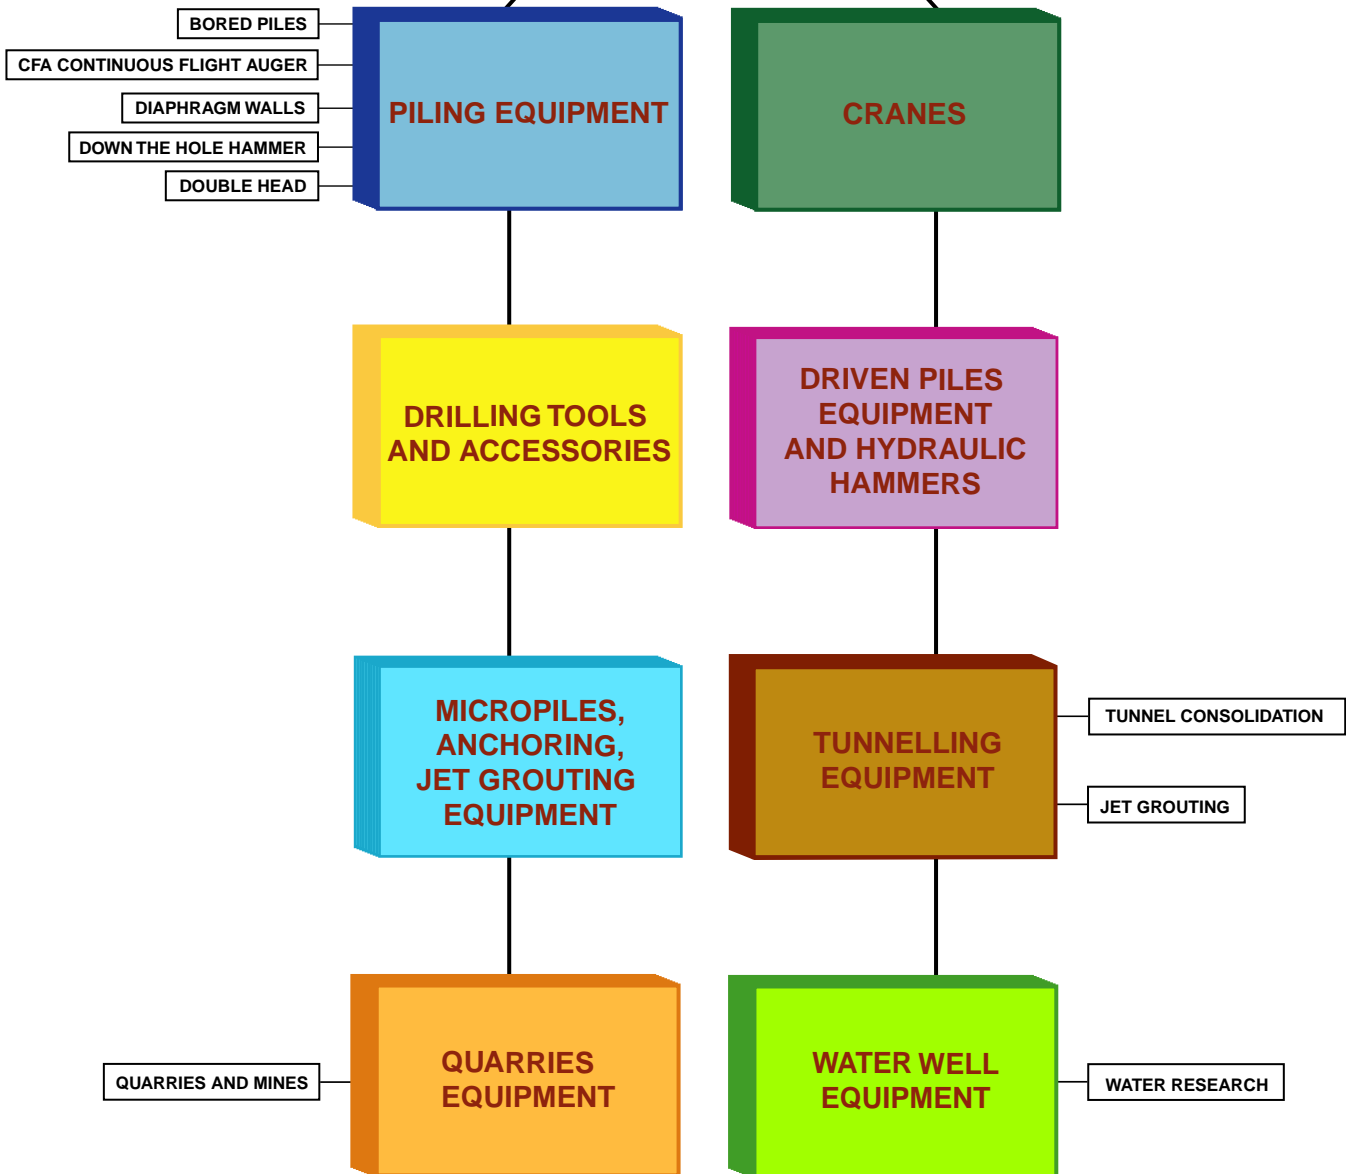 BORED PILES
CFA CONTINUOUS FLIGHT AUGER
DIAPHRAGM WALLS
DOWN THE HOLE HAMMER
DOUBLE HEAD
PILING EQUIPMENT
CRANES
DRILLING TOOLS
AND ACCESSORIES
DRIVEN PILES
EQUIPMENT
AND HYDRAULIC
HAMMERS
MICROPILES,
ANCHORING,
JET GROUTING
EQUIPMENT
TUNNELLING
EQUIPMENT
TUNNEL CONSOLIDATION
JET GROUTING
QUARRIES AND MINES
QUARRIES
EQUIPMENT
WATER WELL
EQUIPMENT
WATER RESEARCH